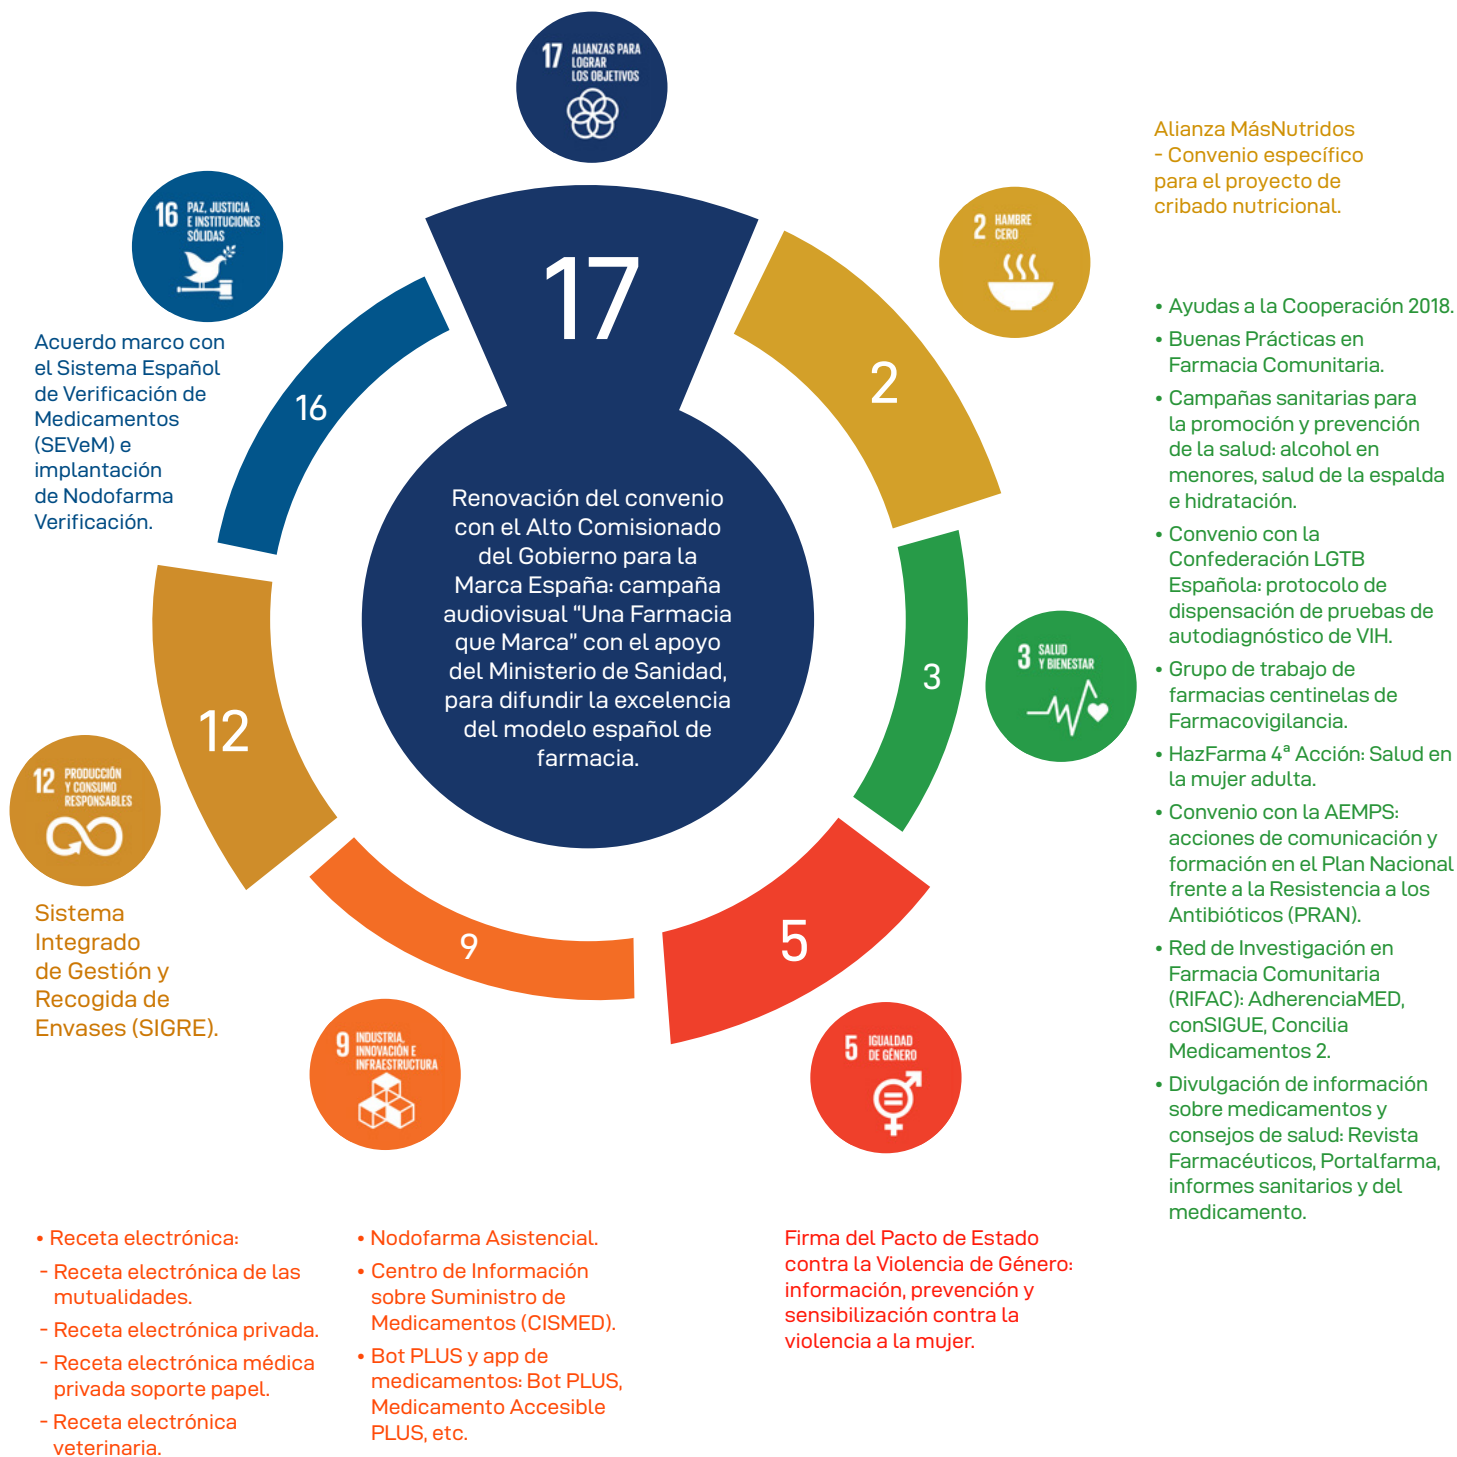 17 ALIANZAS PARA
LOGRAR
LOS OBJETIVOS
17
Renovación del convenio
con el Alto Comisionado
del Gobierno para la
Marca España: campaña
audiovisual "Una Farmacia
que Marca" con el apoyo
del Ministerio de Sanidad,
para difundir la excelencia
del modelo español de
farmacia.
2 HAMBRE
CERO
2
Alianza MásNutridos
- Convenio específico
para el proyecto de
cribado nutricional.
3 SALUD
Y BIENESTAR
3
• Ayudas a la Cooperación 2018.
• Buenas Prácticas en
Farmacia Comunitaria.
• Campañas sanitarias para
la promoción y prevención
de la salud: alcohol en
menores, salud de la espalda
e hidratación.
• Convenio con la
Confederación LGTB
Española: protocolo de
dispensación de pruebas de
autodiagnóstico de VIH.
• Grupo de trabajo de
farmacias centinelas de
Farmacovigilancia.
• HazFarma 4ª Acción: Salud en
la mujer adulta.
• Convenio con la AEMPS:
acciones de comunicación y
formación en el Plan Nacional
frente a la Resistencia a los
Antibióticos (PRAN).
• Red de Investigación en
Farmacia Comunitaria
(RIFAC): AdherenciaMED,
conSIGUE, Concilia
Medicamentos 2.
• Divulgación de información
sobre medicamentos y
consejos de salud: Revista
Farmacéuticos, Portalfarma,
informes sanitarios y del
medicamento.
5
5 IGUALDAD
DE GÉNERO
Firma del Pacto de Estado
contra la Violencia de Género:
información, prevención y
sensibilización contra la
violencia a la mujer.
9
9 INDUSTRIA,
INNOVACIÓN E
INFRAESTRUCTURA
• Receta electrónica:
- Receta electrónica de las
mutualidades.
- Receta electrónica privada.
- Receta electrónica médica
privada soporte papel.
- Receta electrónica
veterinaria.
• Nodofarma Asistencial.
• Centro de Información
sobre Suministro de
Medicamentos (CISMED).
• Bot PLUS y app de
medicamentos: Bot PLUS,
Medicamento Accesible
PLUS, etc.
12
12 PRODUCCIÓN
Y CONSUMO
RESPONSABLES
Sistema
Integrado
de Gestión y
Recogida de
Envases (SIGRE).
16
16 PAZ, JUSTICIA
E INSTITUCIONES
SÓLIDAS
Acuerdo marco con
el Sistema Español
de Verificación de
Medicamentos
(SEVeM) e
implantación
de Nodofarma
Verificación.